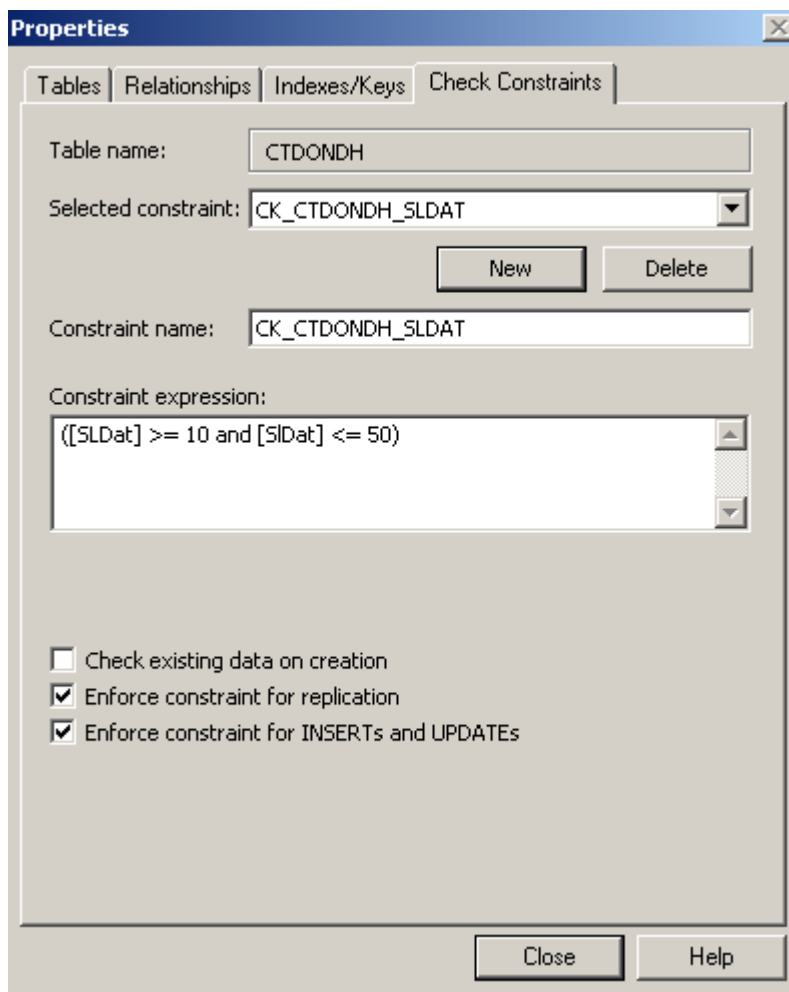 Properties
Tables Relationships Indexes/Keys Check Constraints
Table name: CTDONDH
Selected constraint: CK_CTDONDH_SLDAT
New Delete
Constraint name: CK_CTDONDH_SLDAT
Constraint expression:
([SLDat] >= 10 and [SlDat] <= 50)
Check existing data on creation
Enforce constraint for replication
Enforce constraint for INSERTs and UPDATEs
Close Help